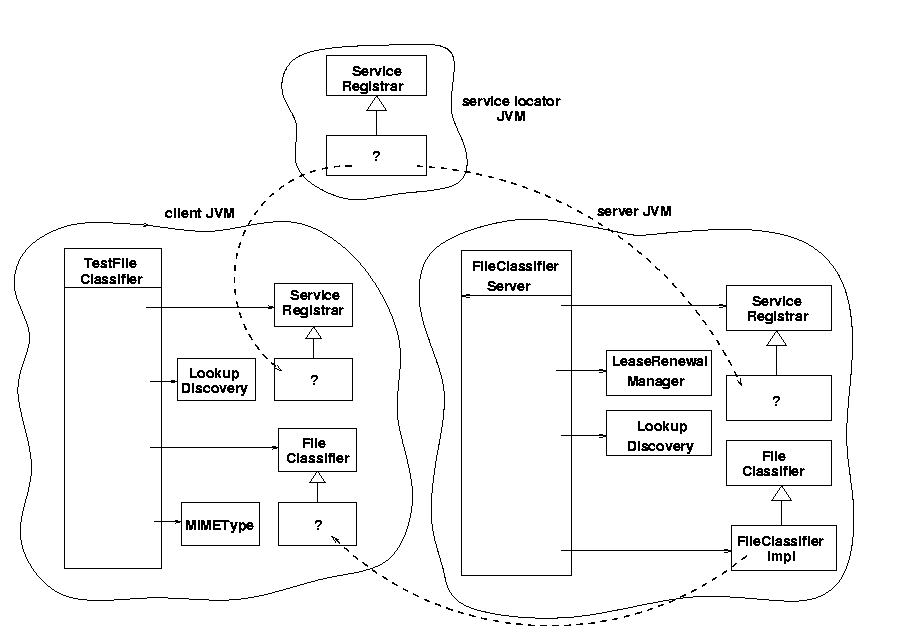 Service
Registrar
service locator
JVM
?
client JVM
server JVM
TestFile
Classifier
Service
Registrar
Lookup
Discovery
?
File
Classifier
MIMEType
?
FileClassifier
Server
Service
Registrar
LeaseRenewal
Manager
?
Lookup
Discovery
File
Classifier
FileClassifier
Impl